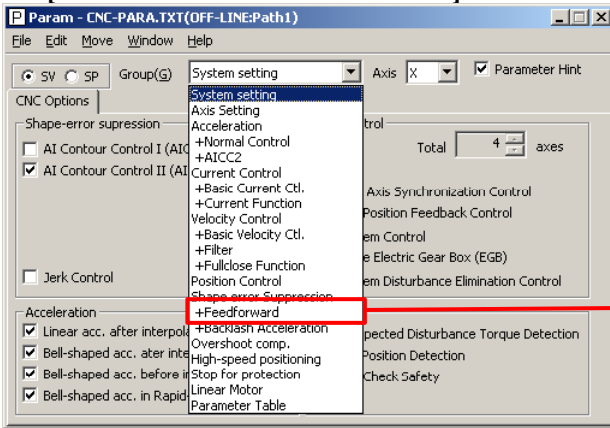 Param - CNC-PARA.TXT(OFF-LINE:Path1)
File Edit Move Window Help
SV SP Group(G) System setting Axis X Parameter Hint
CNC Options
System setting
Axis Setting
Acceleration
+Normal Control
+AICC2
Current Control
+Basic Current Ctl.
+Current Function
Velocity Control
+Basic Velocity Ctl.
+Filter
+Fullclose Function
Position Control
Shape error Suppression
+Feedforward
+Backlash Acceleration
Overshoot comp.
High-speed positioning
Stop for protection
Linear Motor
Parameter Table
Shape-error supression
AI Contour Control I (AIC
AI Contour Control II (AI
Jerk Control
trol
Total 4 axes
Axis Synchronization Control
Position Feedback Control
em Control
e Electric Gear Box (EGB)
em Disturbance Elimination Control
Acceleration
Linear acc. after interpola
Bell-shaped acc. ater inte
Bell-shaped acc. before i
Bell-shaped acc. in Rapid-
pected Disturbance Torque Detection
Position Detection
Check Safety